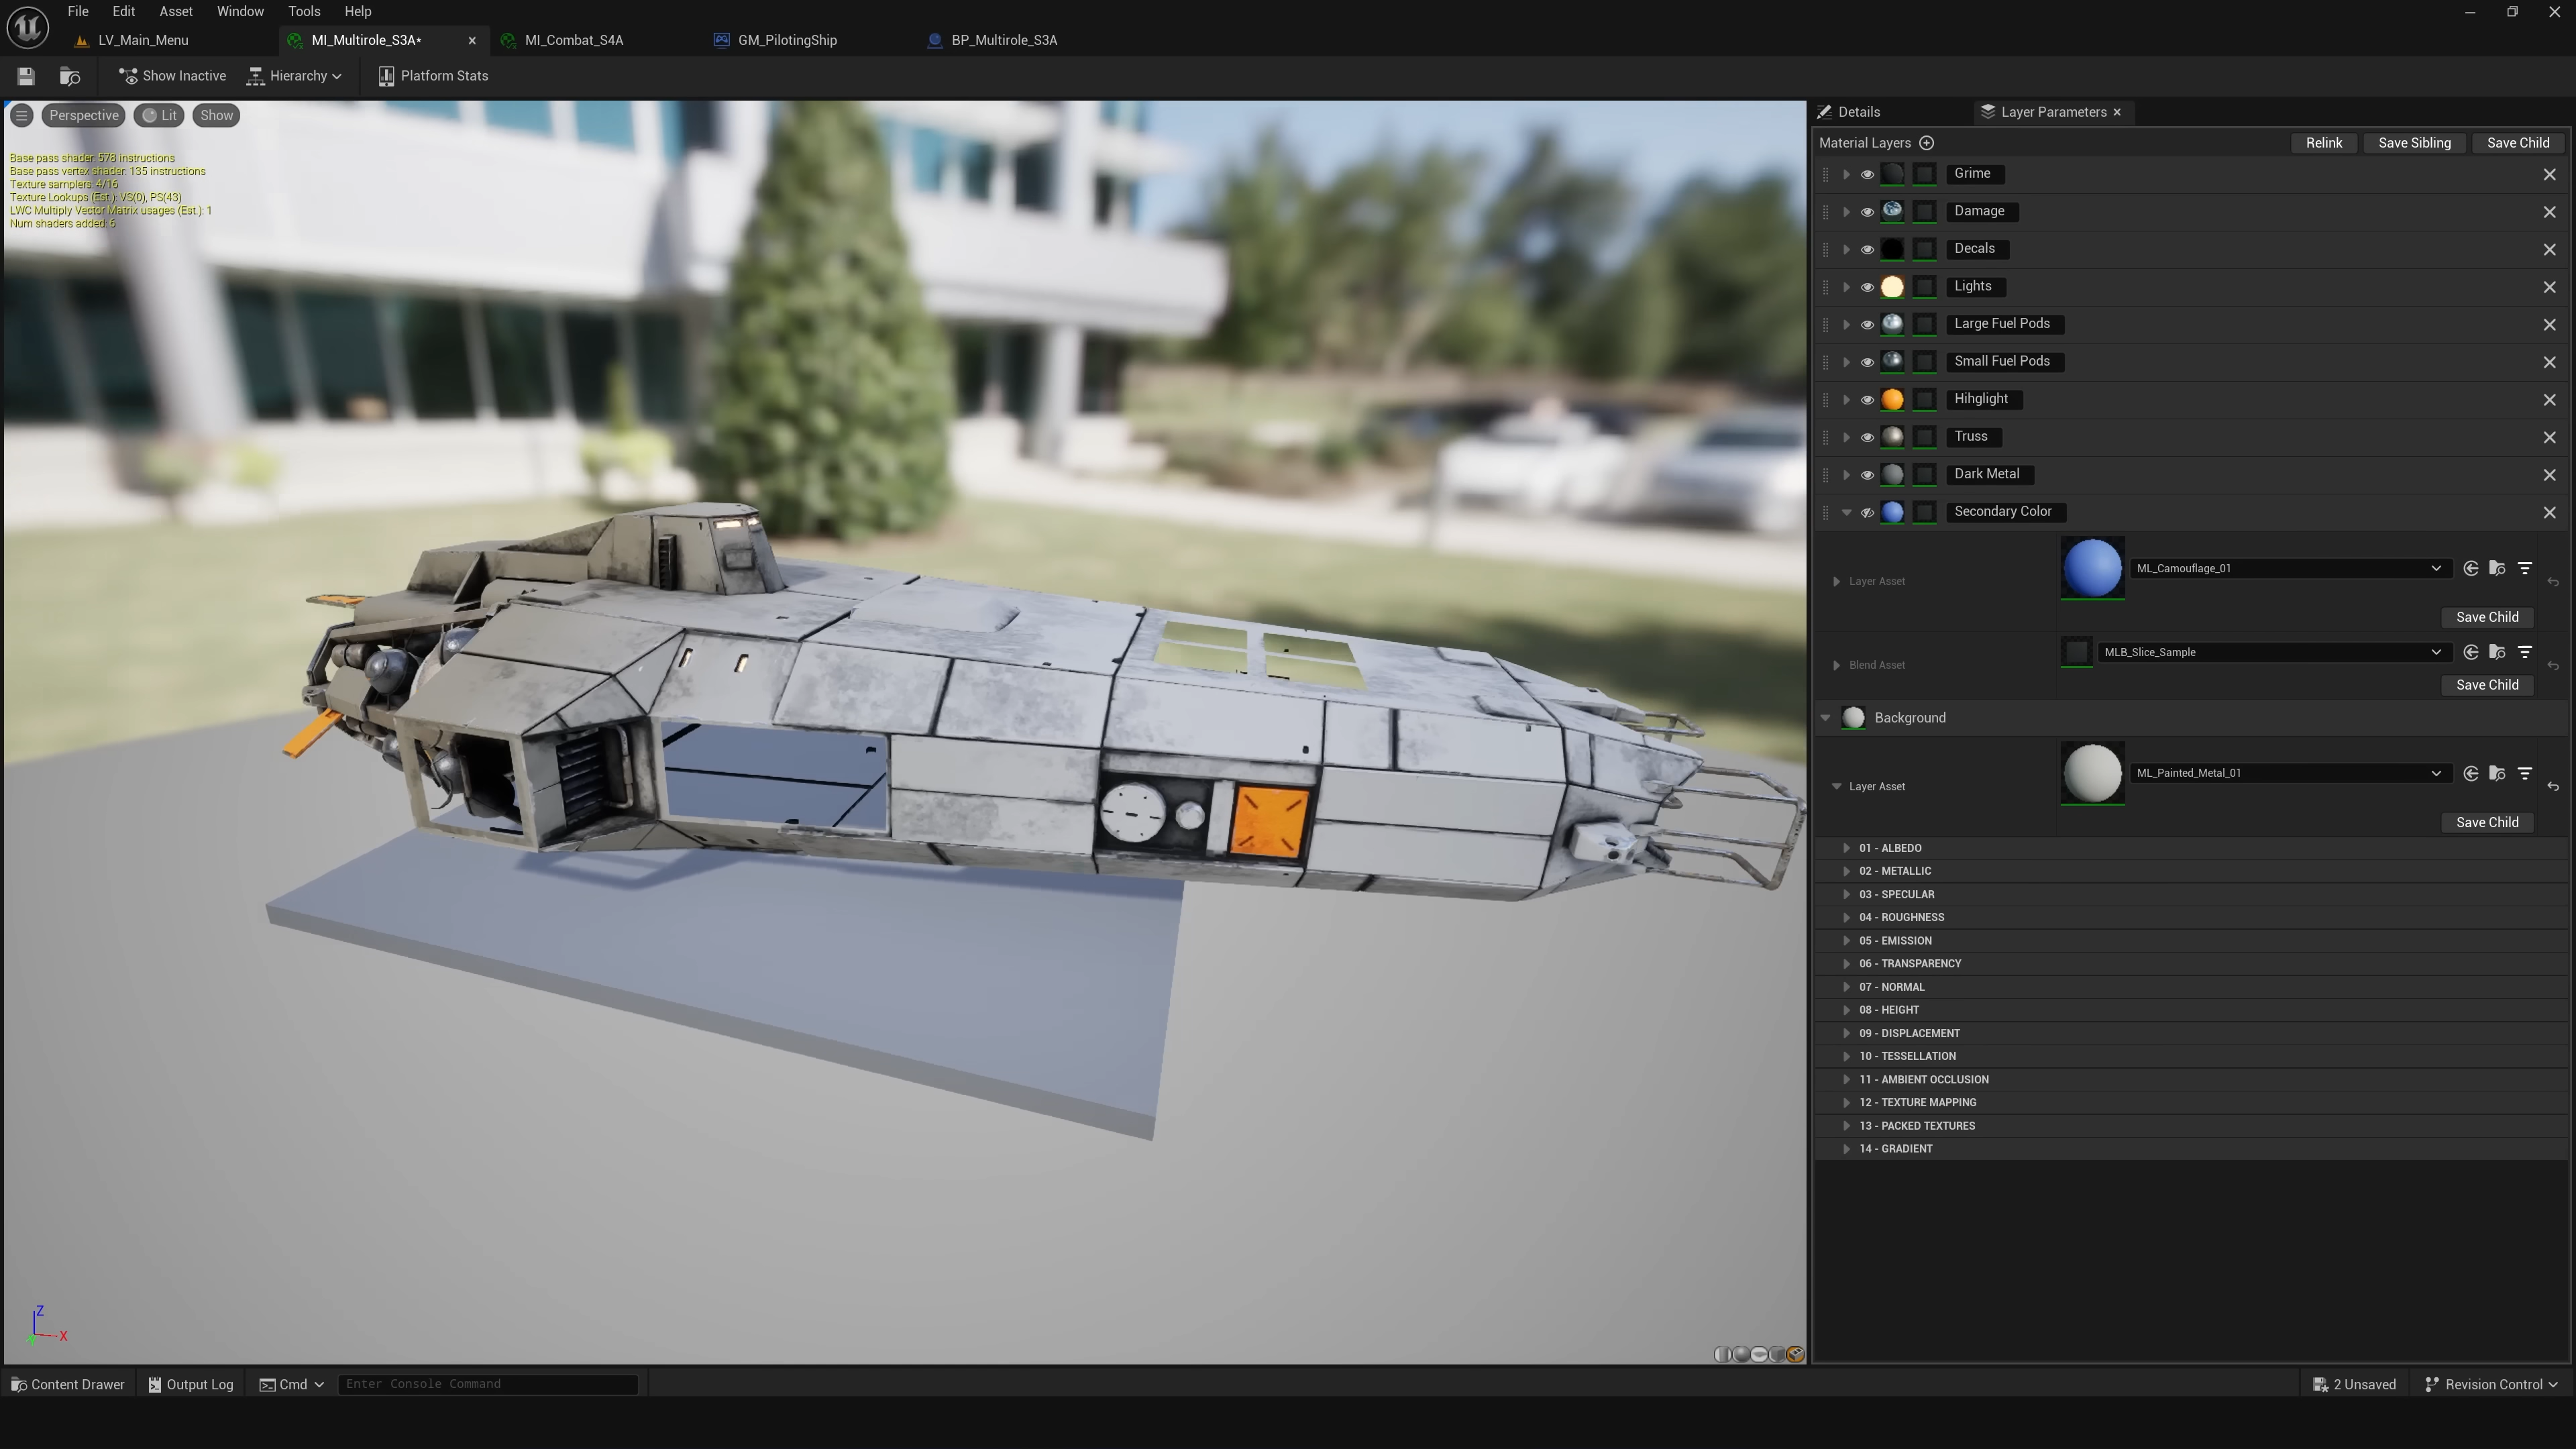 File Edit Asset Window Tools Help
LV_Main_Menu MI_Multirole_S3A* MI_Combat_S4A GM_PilotingShip BP_Multirole_S3A
Show Inactive Hierarchy Platform Stats
Perspective Lit Show
Base pass shader: 578 instructions
Base pass vertex shader: 135 instructions
Texture samplers: 4/16
Texture Lookups (Est.): VS(0), PS(43)
LWC Multiply Vector Matrix usages (Est.): 1
Num shaders added: 6
Z
X
Details Layer Parameters
Material Layers Relink Save Sibling Save Child
Grime
Damage
Decals
Lights
Large Fuel Pods
Small Fuel Pods
Hihglight
Truss
Dark Metal
Secondary Color
Layer Asset ML_Camouflage_01
Save Child
Blend Asset MLB_Slice_Sample
Save Child
Background
Layer Asset ML_Painted_Metal_01
Save Child
01 - ALBEDO
02 - METALLIC
03 - SPECULAR
04 - ROUGHNESS
05 - EMISSION
06 - TRANSPARENCY
07 - NORMAL
08 - HEIGHT
09 - DISPLACEMENT
10 - TESSELLATION
11 - AMBIENT OCCLUSION
12 - TEXTURE MAPPING
13 - PACKED TEXTURES
14 - GRADIENT
Content Drawer Output Log Cmd Enter Console Command 2 Unsaved Revision Control